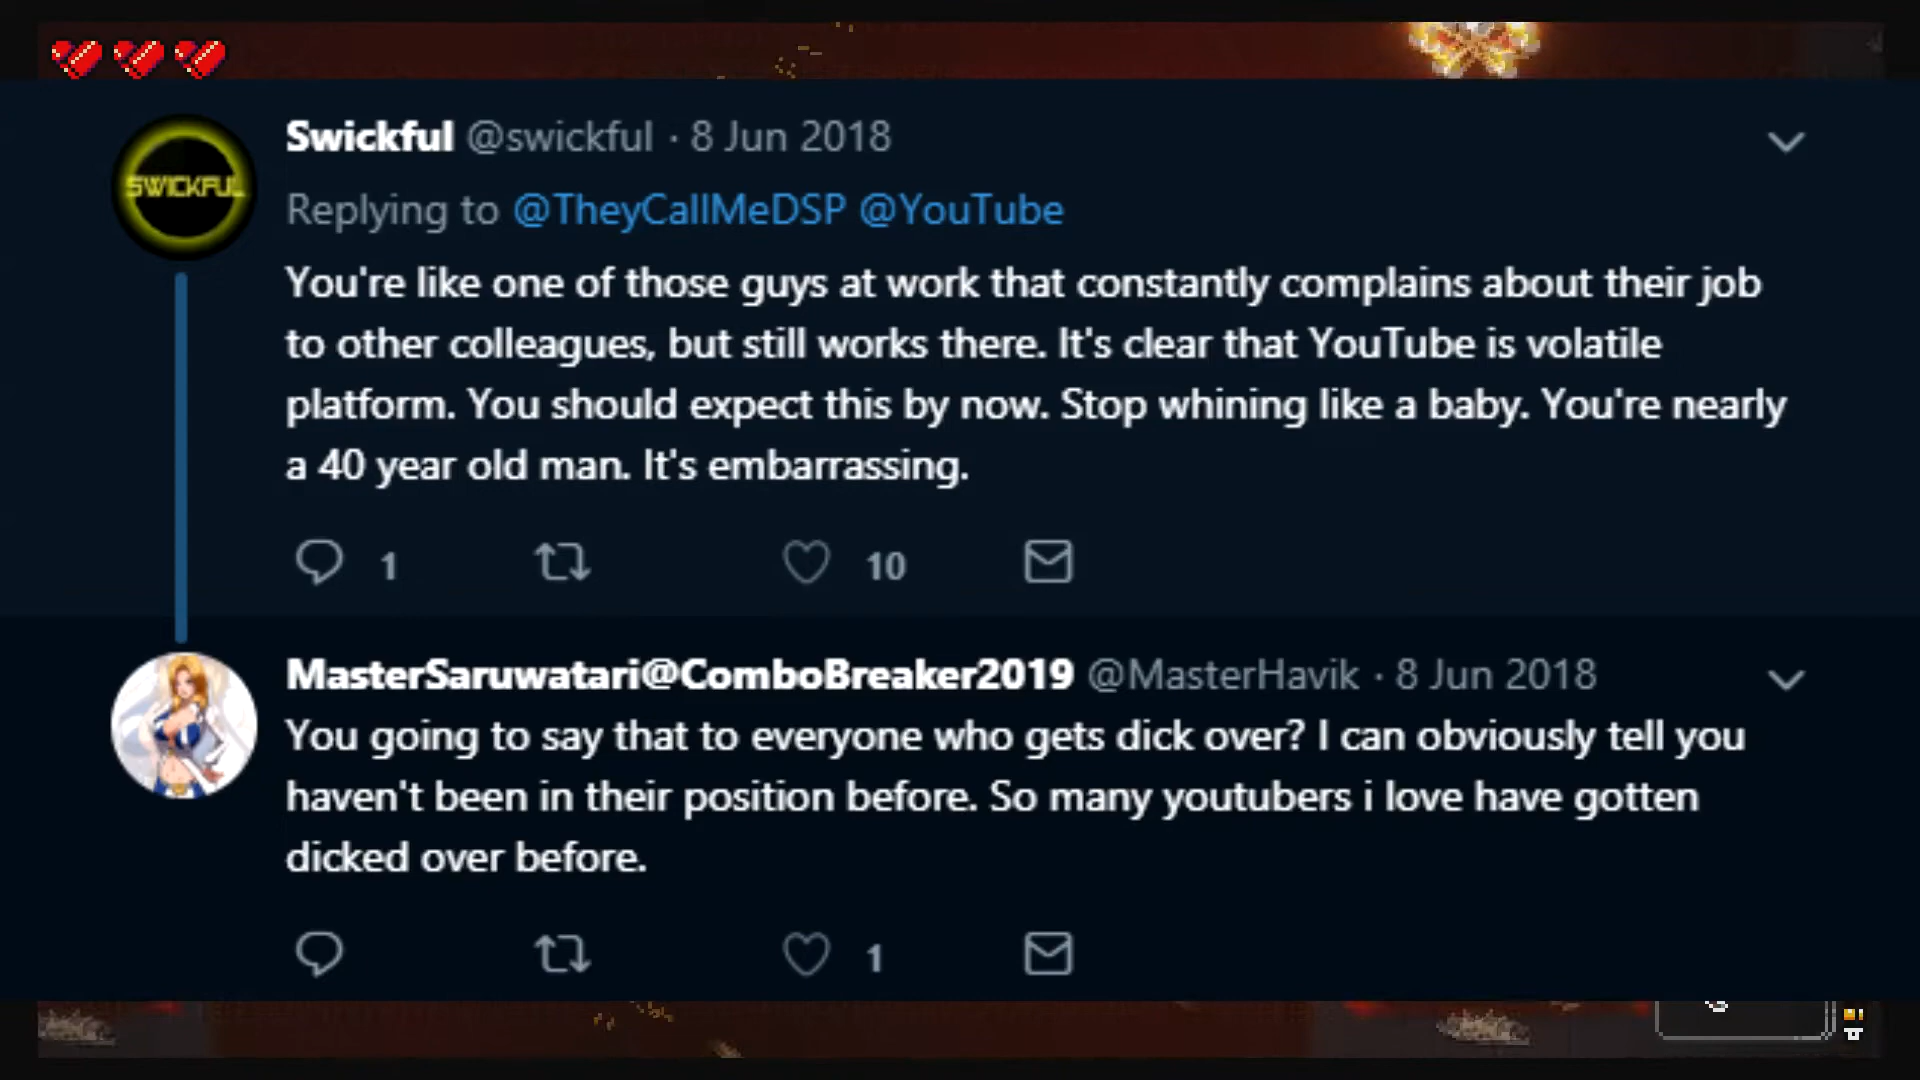 Swickful @swickful · 8 Jun 2018
SWICKFUL
Replying to @TheyCallMeDSP @YouTube
You're like one of those guys at work that constantly complains about their job
to other colleagues, but still works there. It's clear that YouTube is volatile
platform. You should expect this by now. Stop whining like a baby. You're nearly
a 40 year old man. It's embarrassing.
1 10
MasterSaruwatari@ComboBreaker2019 @MasterHavik · 8 Jun 2018
You going to say that to everyone who gets dick over? I can obviously tell you
haven't been in their position before. So many youtubers i love have gotten
dicked over before.
1